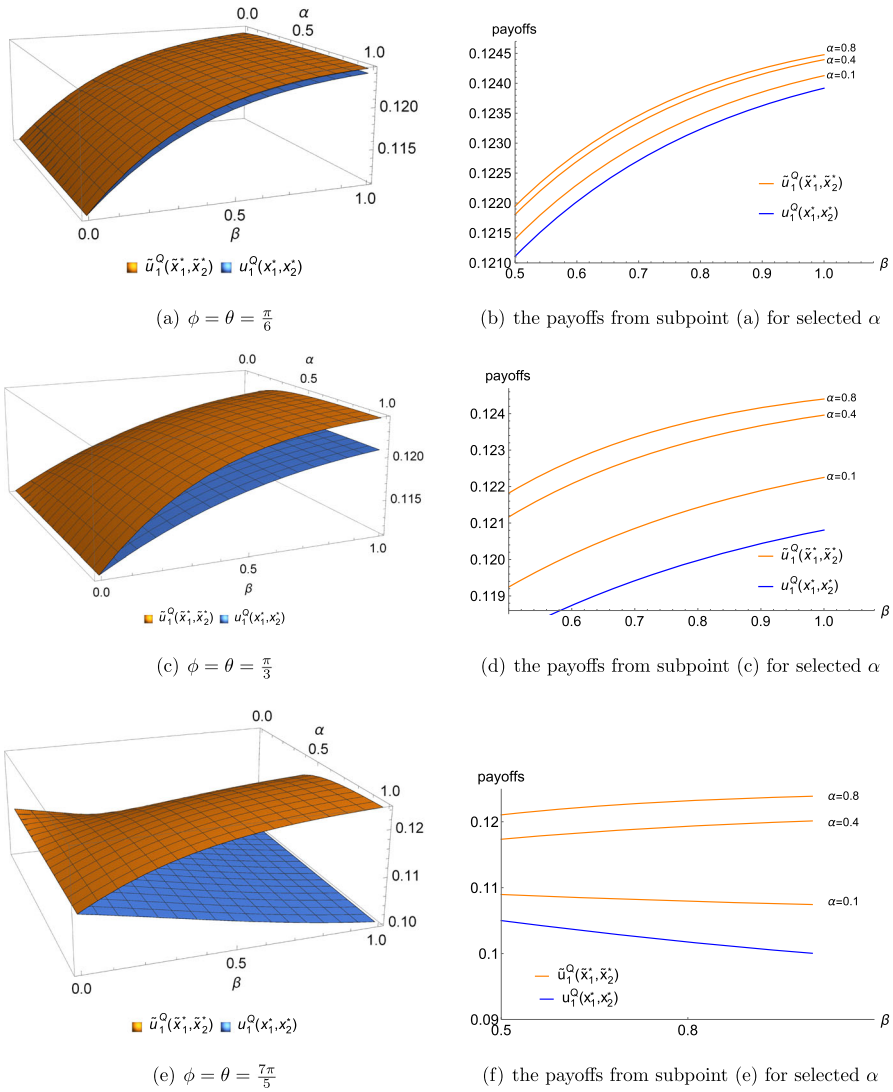 0.0
α
0.5
1.0
0.120
0.115
1.0
0.5
0.0
β
ũ₁^Q(x̃₁*,x̃₂*) u₁^Q(x₁*,x₂*)
(a) ϕ = θ = π/6
payoffs
0.1245
0.1240
0.1235
0.1230
0.1225
0.1220
0.1215
0.1210
α=0.8
α=0.4
α=0.1
ũ₁^Q(x̃₁*,x̃₂*)
u₁^Q(x₁*,x₂*)
0.5 0.6 0.7 0.8 0.9 1.0 β
(b) the payoffs from subpoint (a) for selected α
0.0
α
0.5
1.0
0.120
0.115
1.0
0.5
0.0
β
ũ₁^Q(x̃₁*,x̃₂*) u₁^Q(x₁*,x₂*)
(c) ϕ = θ = π/3
payoffs
0.124
0.123
0.122
0.121
0.120
0.119
α=0.8
α=0.4
α=0.1
ũ₁^Q(x̃₁*,x̃₂*)
u₁^Q(x₁*,x₂*)
0.6 0.7 0.8 0.9 1.0 β
(d) the payoffs from subpoint (c) for selected α
0.0
α
0.5
1.0
0.12
0.11
0.10
1.0
0.5
0.0
β
ũ₁^Q(x̃₁*,x̃₂*) u₁^Q(x₁*,x₂*)
(e) ϕ = θ = 7π/5
payoffs
0.12
0.11
0.1
0.09
α=0.8
α=0.4
α=0.1
ũ₁^Q(x̃₁*,x̃₂*)
u₁^Q(x₁*,x₂*)
0.5 0.8 β
(f) the payoffs from subpoint (e) for selected α